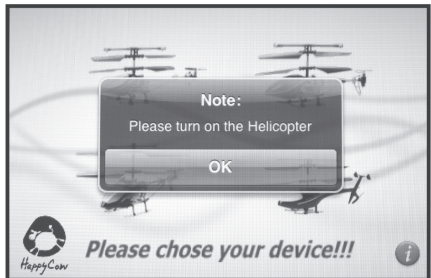 Note:
Please turn on the Helicopter
OK
HappyCow
Please chose your device!!!
i